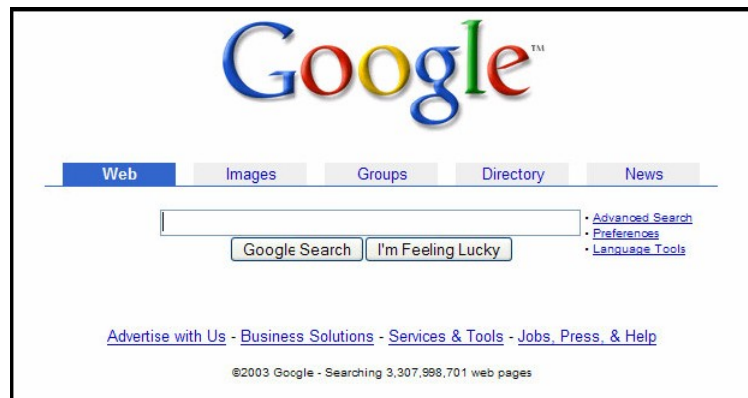 Google™
Web Images Groups Directory News
• Advanced Search
• Preferences
• Language Tools
Google Search I'm Feeling Lucky
Advertise with Us - Business Solutions - Services & Tools - Jobs, Press, & Help
©2003 Google - Searching 3,307,998,701 web pages